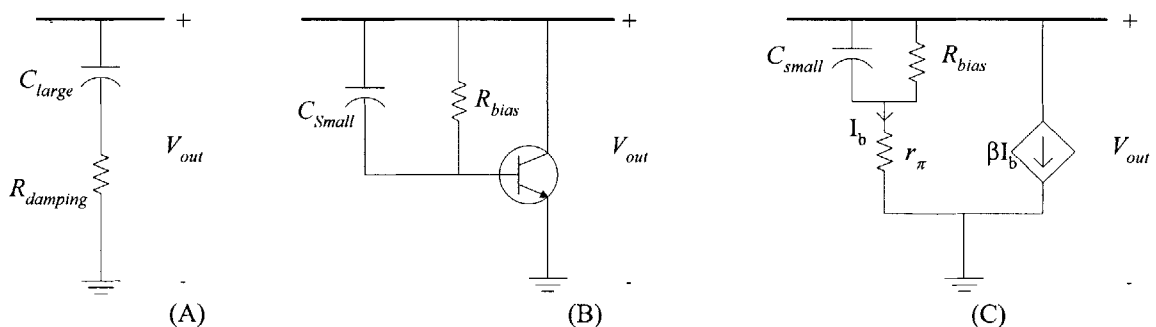 +
C_large
R_damping
V_out
-
(A)
+
C_Small
R_bias
V_out
-
(B)
+
C_small
R_bias
I_b
r_π
βI_b
V_out
-
(C)